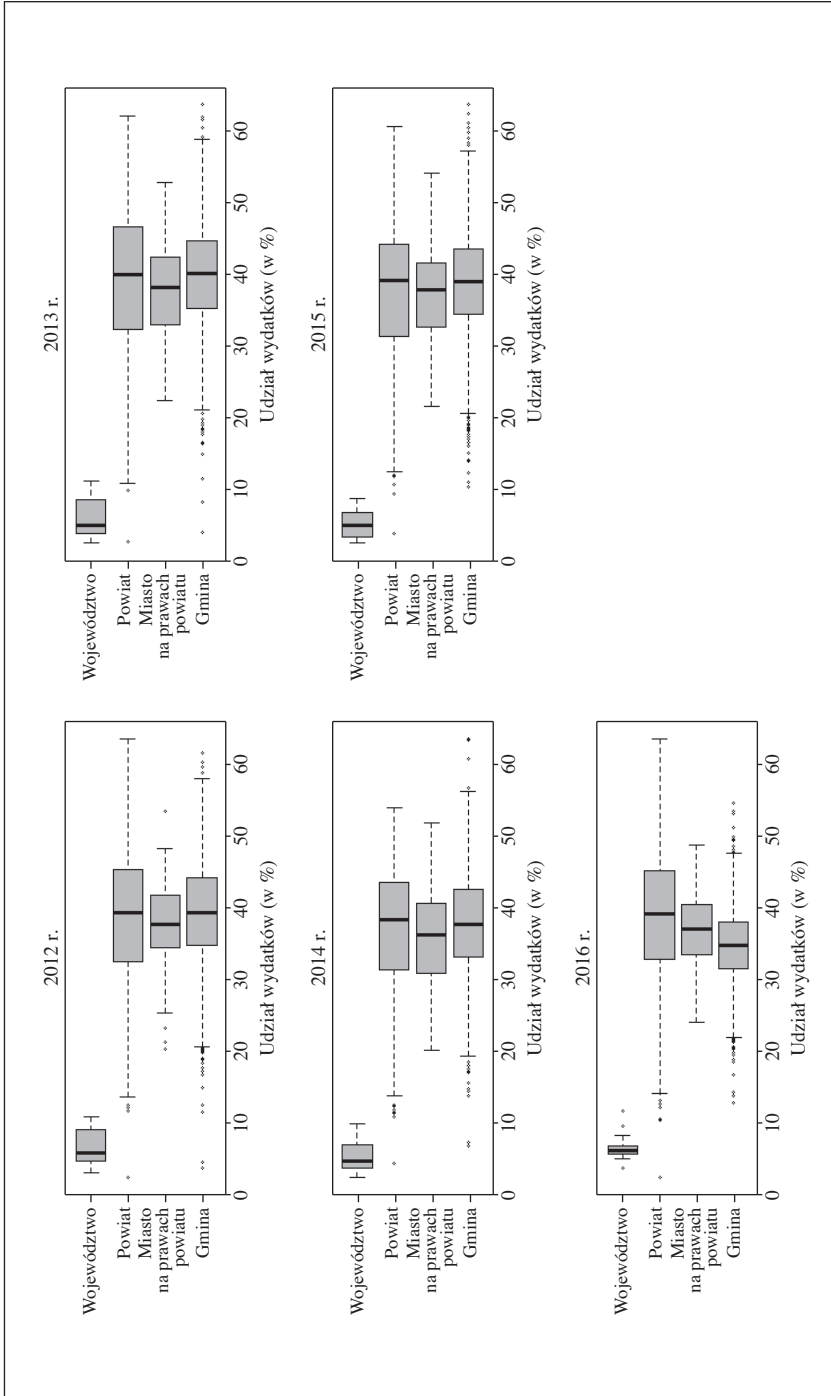 2012 r.
Województwo
Powiat
Miasto
na prawach
powiatu
Gmina
0 10 20 30 40 50 60
Udział wydatków (w %)
2013 r.
Województwo
Powiat
Miasto
na prawach
powiatu
Gmina
0 10 20 30 40 50 60
Udział wydatków (w %)
2014 r.
Województwo
Powiat
Miasto
na prawach
powiatu
Gmina
0 10 20 30 40 50 60
Udział wydatków (w %)
2015 r.
Województwo
Powiat
Miasto
na prawach
powiatu
Gmina
0 10 20 30 40 50 60
Udział wydatków (w %)
2016 r.
Województwo
Powiat
Miasto
na prawach
powiatu
Gmina
0 10 20 30 40 50 60
Udział wydatków (w %)